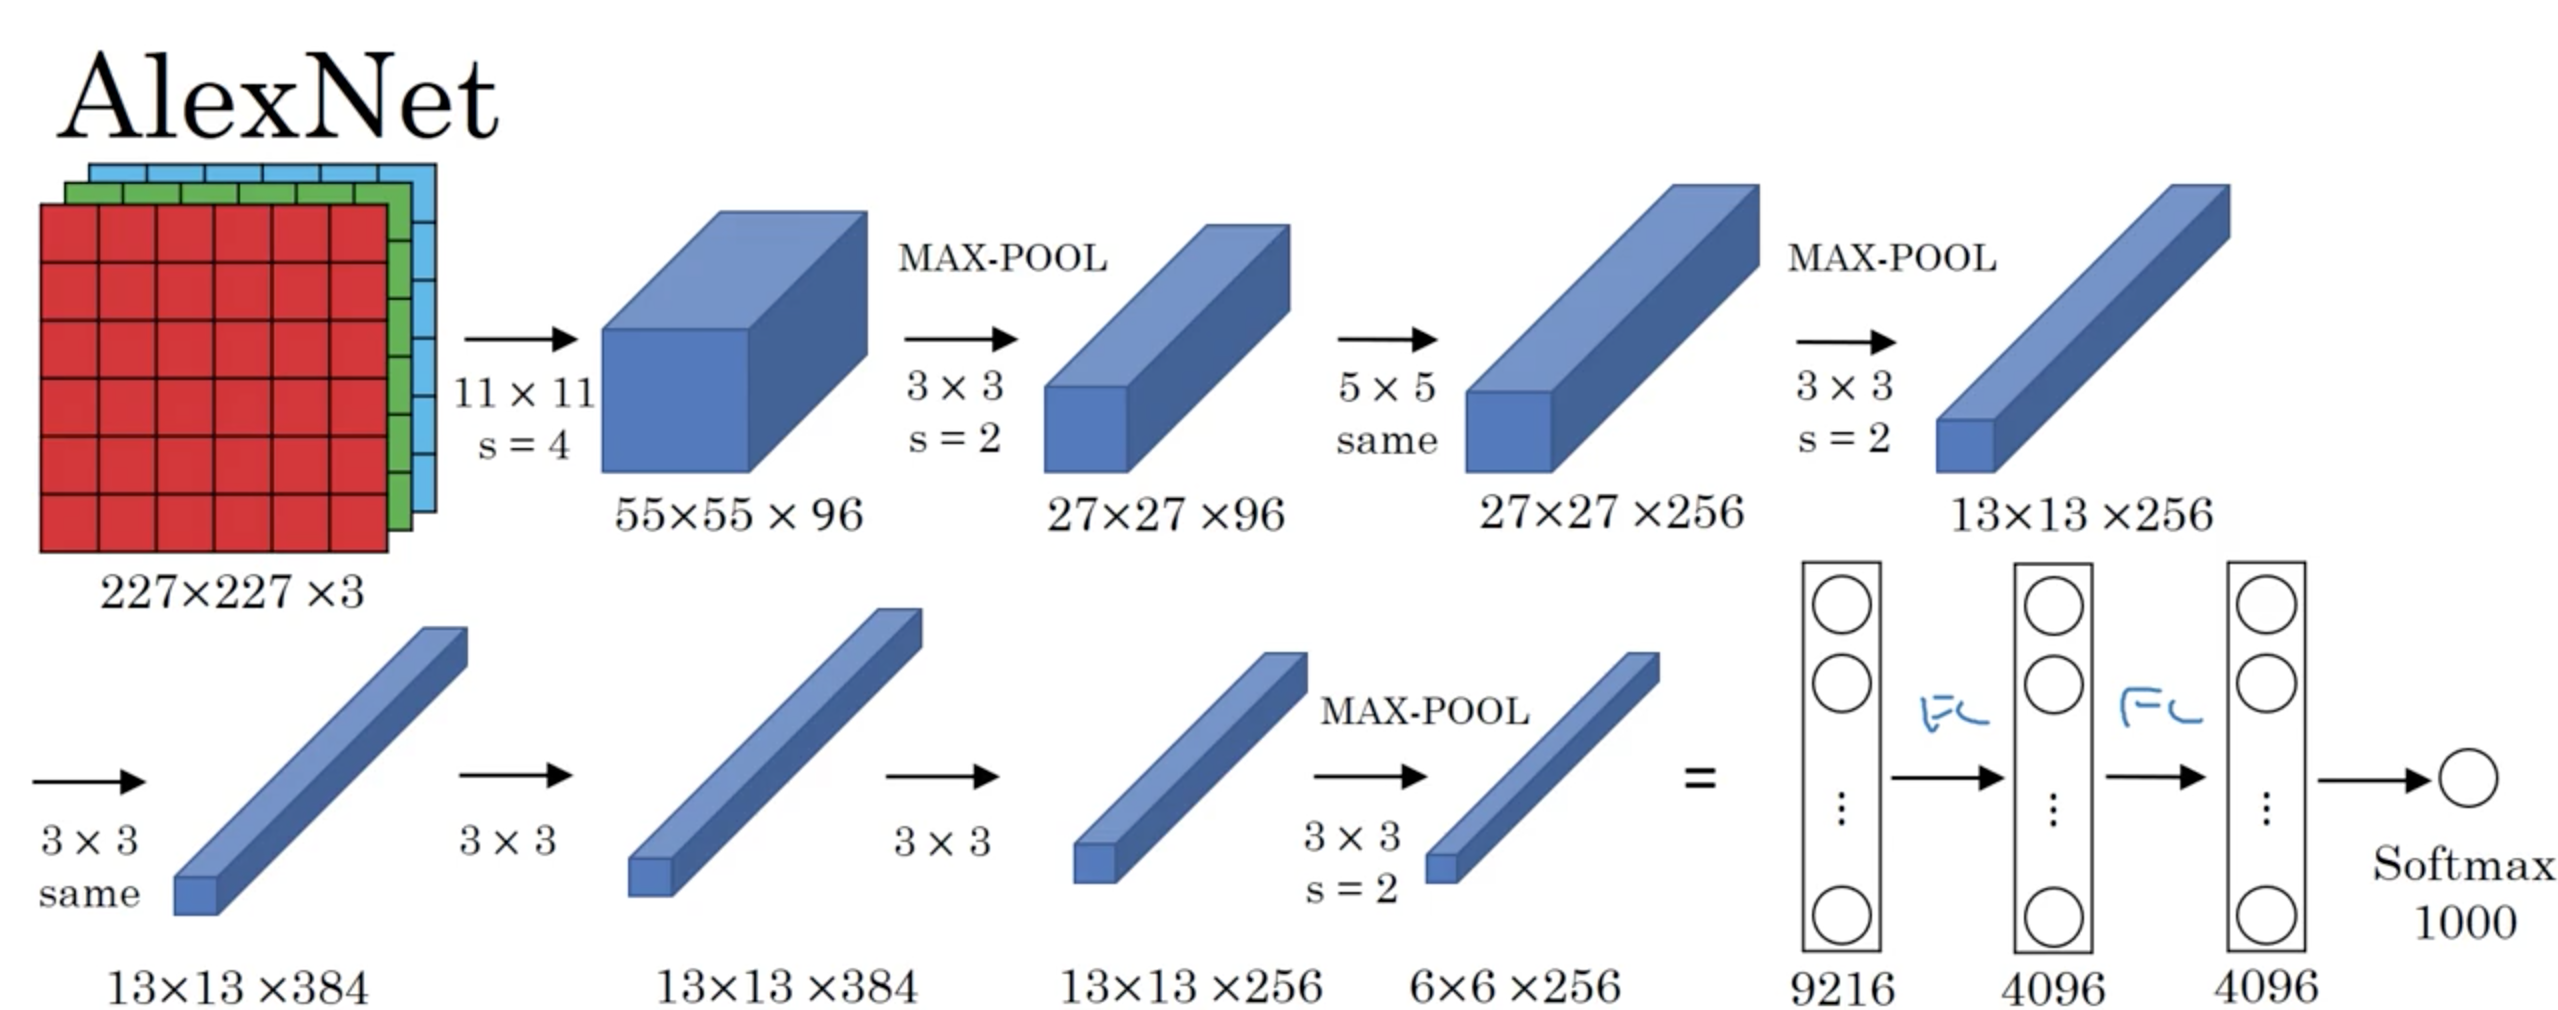 AlexNet
227×227 ×3
11 × 11
s = 4
55×55 × 96
MAX-POOL
3 × 3
s = 2
27×27 ×96
5 × 5
same
27×27 ×256
MAX-POOL
3 × 3
s = 2
13×13 ×256
3 × 3
same
13×13 ×384
3 × 3
13×13 ×384
3 × 3
13×13 ×256
MAX-POOL
3 × 3
s = 2
6×6 ×256
=
9216
FC
4096
FC
4096
Softmax
1000